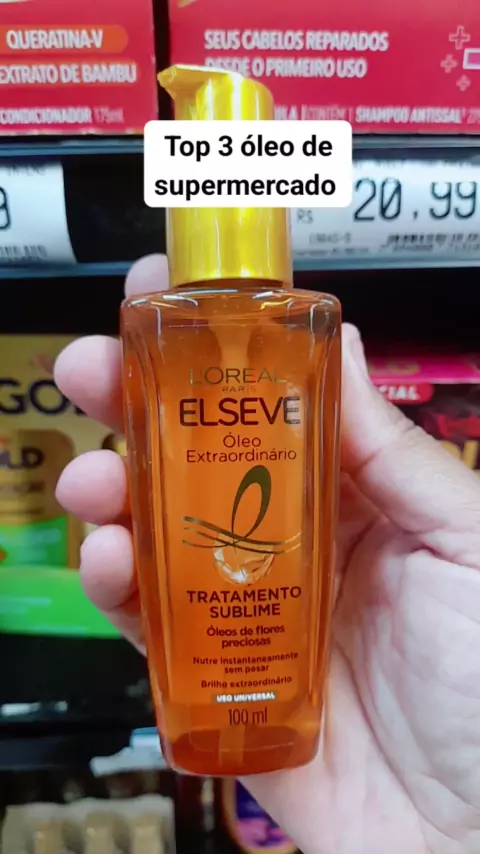 QUERATINA-V
EXTRATO DE BAMBU
CONDICIONADOR 175ml
SEUS CABELOS REPARADOS
DESDE O PRIMEIRO USO
SHAMPOO ANTISSAL
Top 3 óleo de
supermercado
R$ 20,99
L'ORÉAL
PARIS
ELSEVE
Óleo
Extraordinário
TRATAMENTO
SUBLIME
Óleos de flores
preciosas
Nutre instantaneamente
sem pesar
Brilho extraordinário
USO UNIVERSAL
100 ml